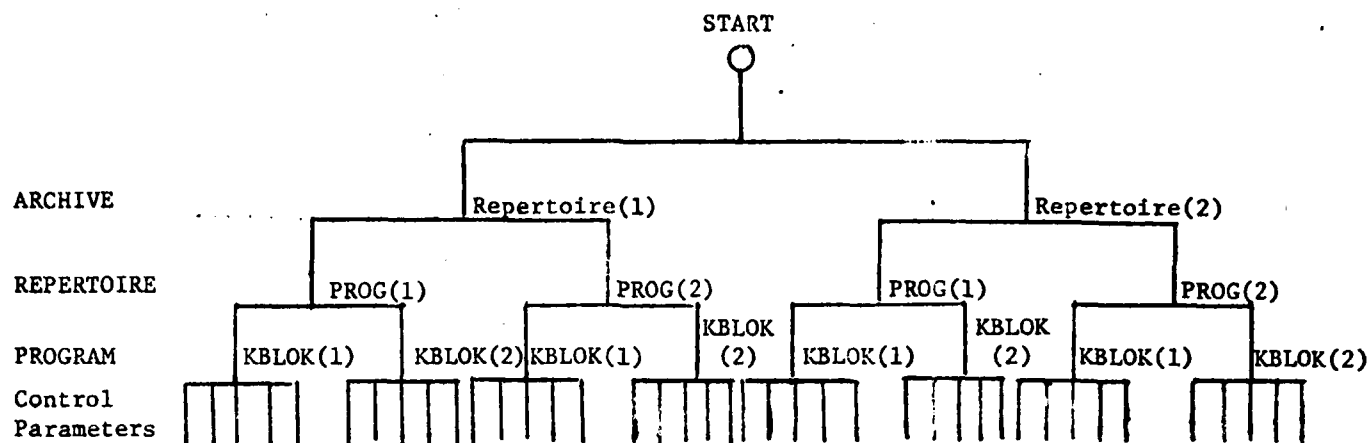 START
ARCHIVE Repertoire(1) Repertoire(2)
REPERTOIRE PROG(1) PROG(2) PROG(1) PROG(2)
PROGRAM KBLOK(1) KBLOK(2) KBLOK(1) KBLOK (2) KBLOK(1) KBLOK (2) KBLOK(1) KBLOK(2)
Control
Parameters